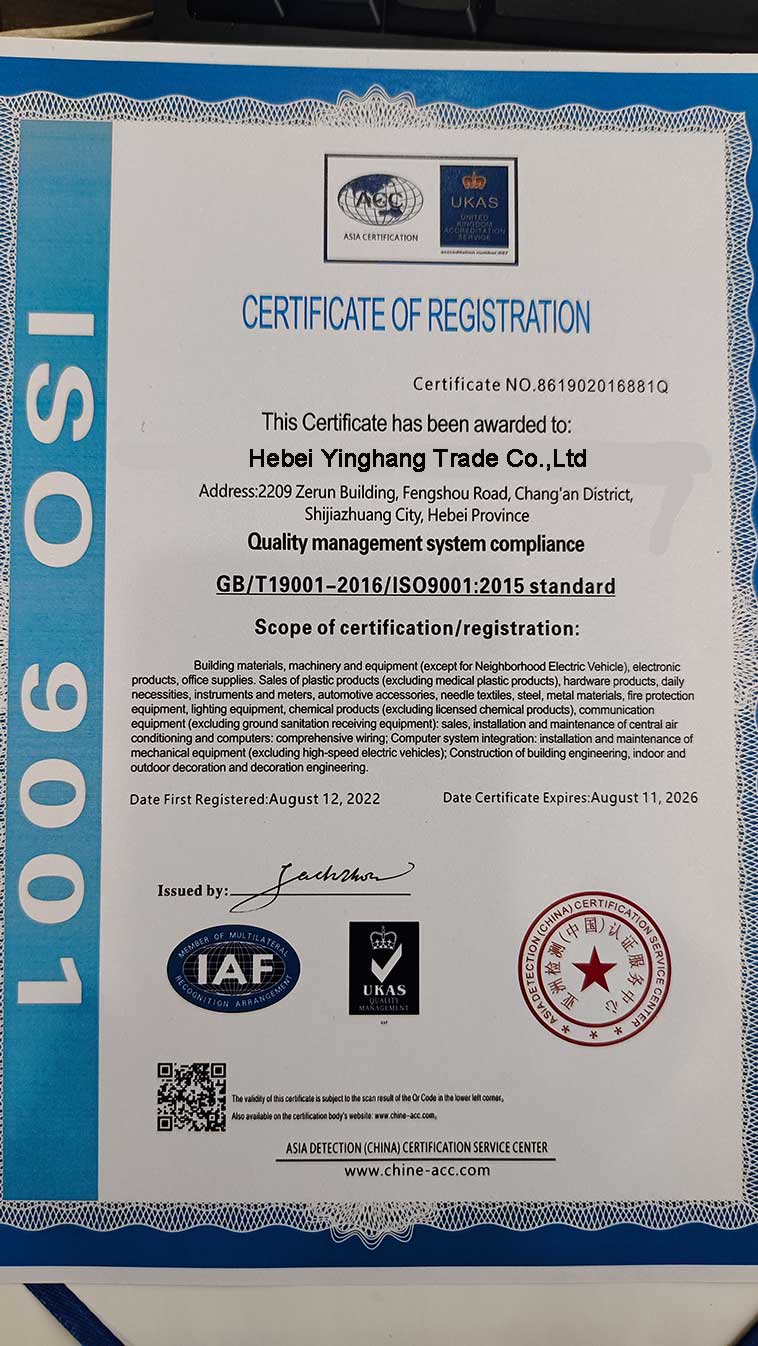 ISO 9001
ACC
ASIA CERTIFICATION
UKAS
UNITED
KINGDOM
ACCREDITATION
SERVICE
CERTIFICATE OF REGISTRATION
Certificate NO.861902016881Q
This Certificate has been awarded to:
Hebei Yinghang Trade Co.,Ltd
Address:2209 Zerun Building, Fengshou Road, Chang'an District,
Shijiazhuang City, Hebei Province
Quality management system compliance
GB/T19001-2016/ISO9001:2015 standard
Scope of certification/registration:
Building materials, machinery and equipment (except for Neighborhood Electric Vehicle), electronic
products, office supplies. Sales of plastic products (excluding medical plastic products), hardware products, daily
necessities, instruments and meters, automotive accessories, needle textiles, steel, metal materials, fire protection
equipment, lighting equipment, chemical products (excluding licensed chemical products), communication
equipment (excluding ground sanitation receiving equipment): sales, installation and maintenance of central air
conditioning and computers: comprehensive wiring; Computer system integration: installation and maintenance of
mechanical equipment (excluding high-speed electric vehicles); Construction of building engineering, indoor and
outdoor decoration and decoration engineering.
Date First Registered:August 12, 2022
Date Certificate Expires:August 11, 2026
Issued by:
MEMBER OF MULTILATERAL
IAF
RECOGNITION ARRANGEMENT
UKAS
QUALITY
MANAGEMENT
ASIA DETECTION (CHINA) CERTIFICATION SERVICE CENTER
亚洲检测(中国)认证服务中心
The validity of this certificate is subject to the scan result of the Qr Code in the lower left corner。
Also available on the certification body's website: www.chine-acc.com。
ASIA DETECTION (CHINA) CERTIFICATION SERVICE CENTER
www.chine-acc.com